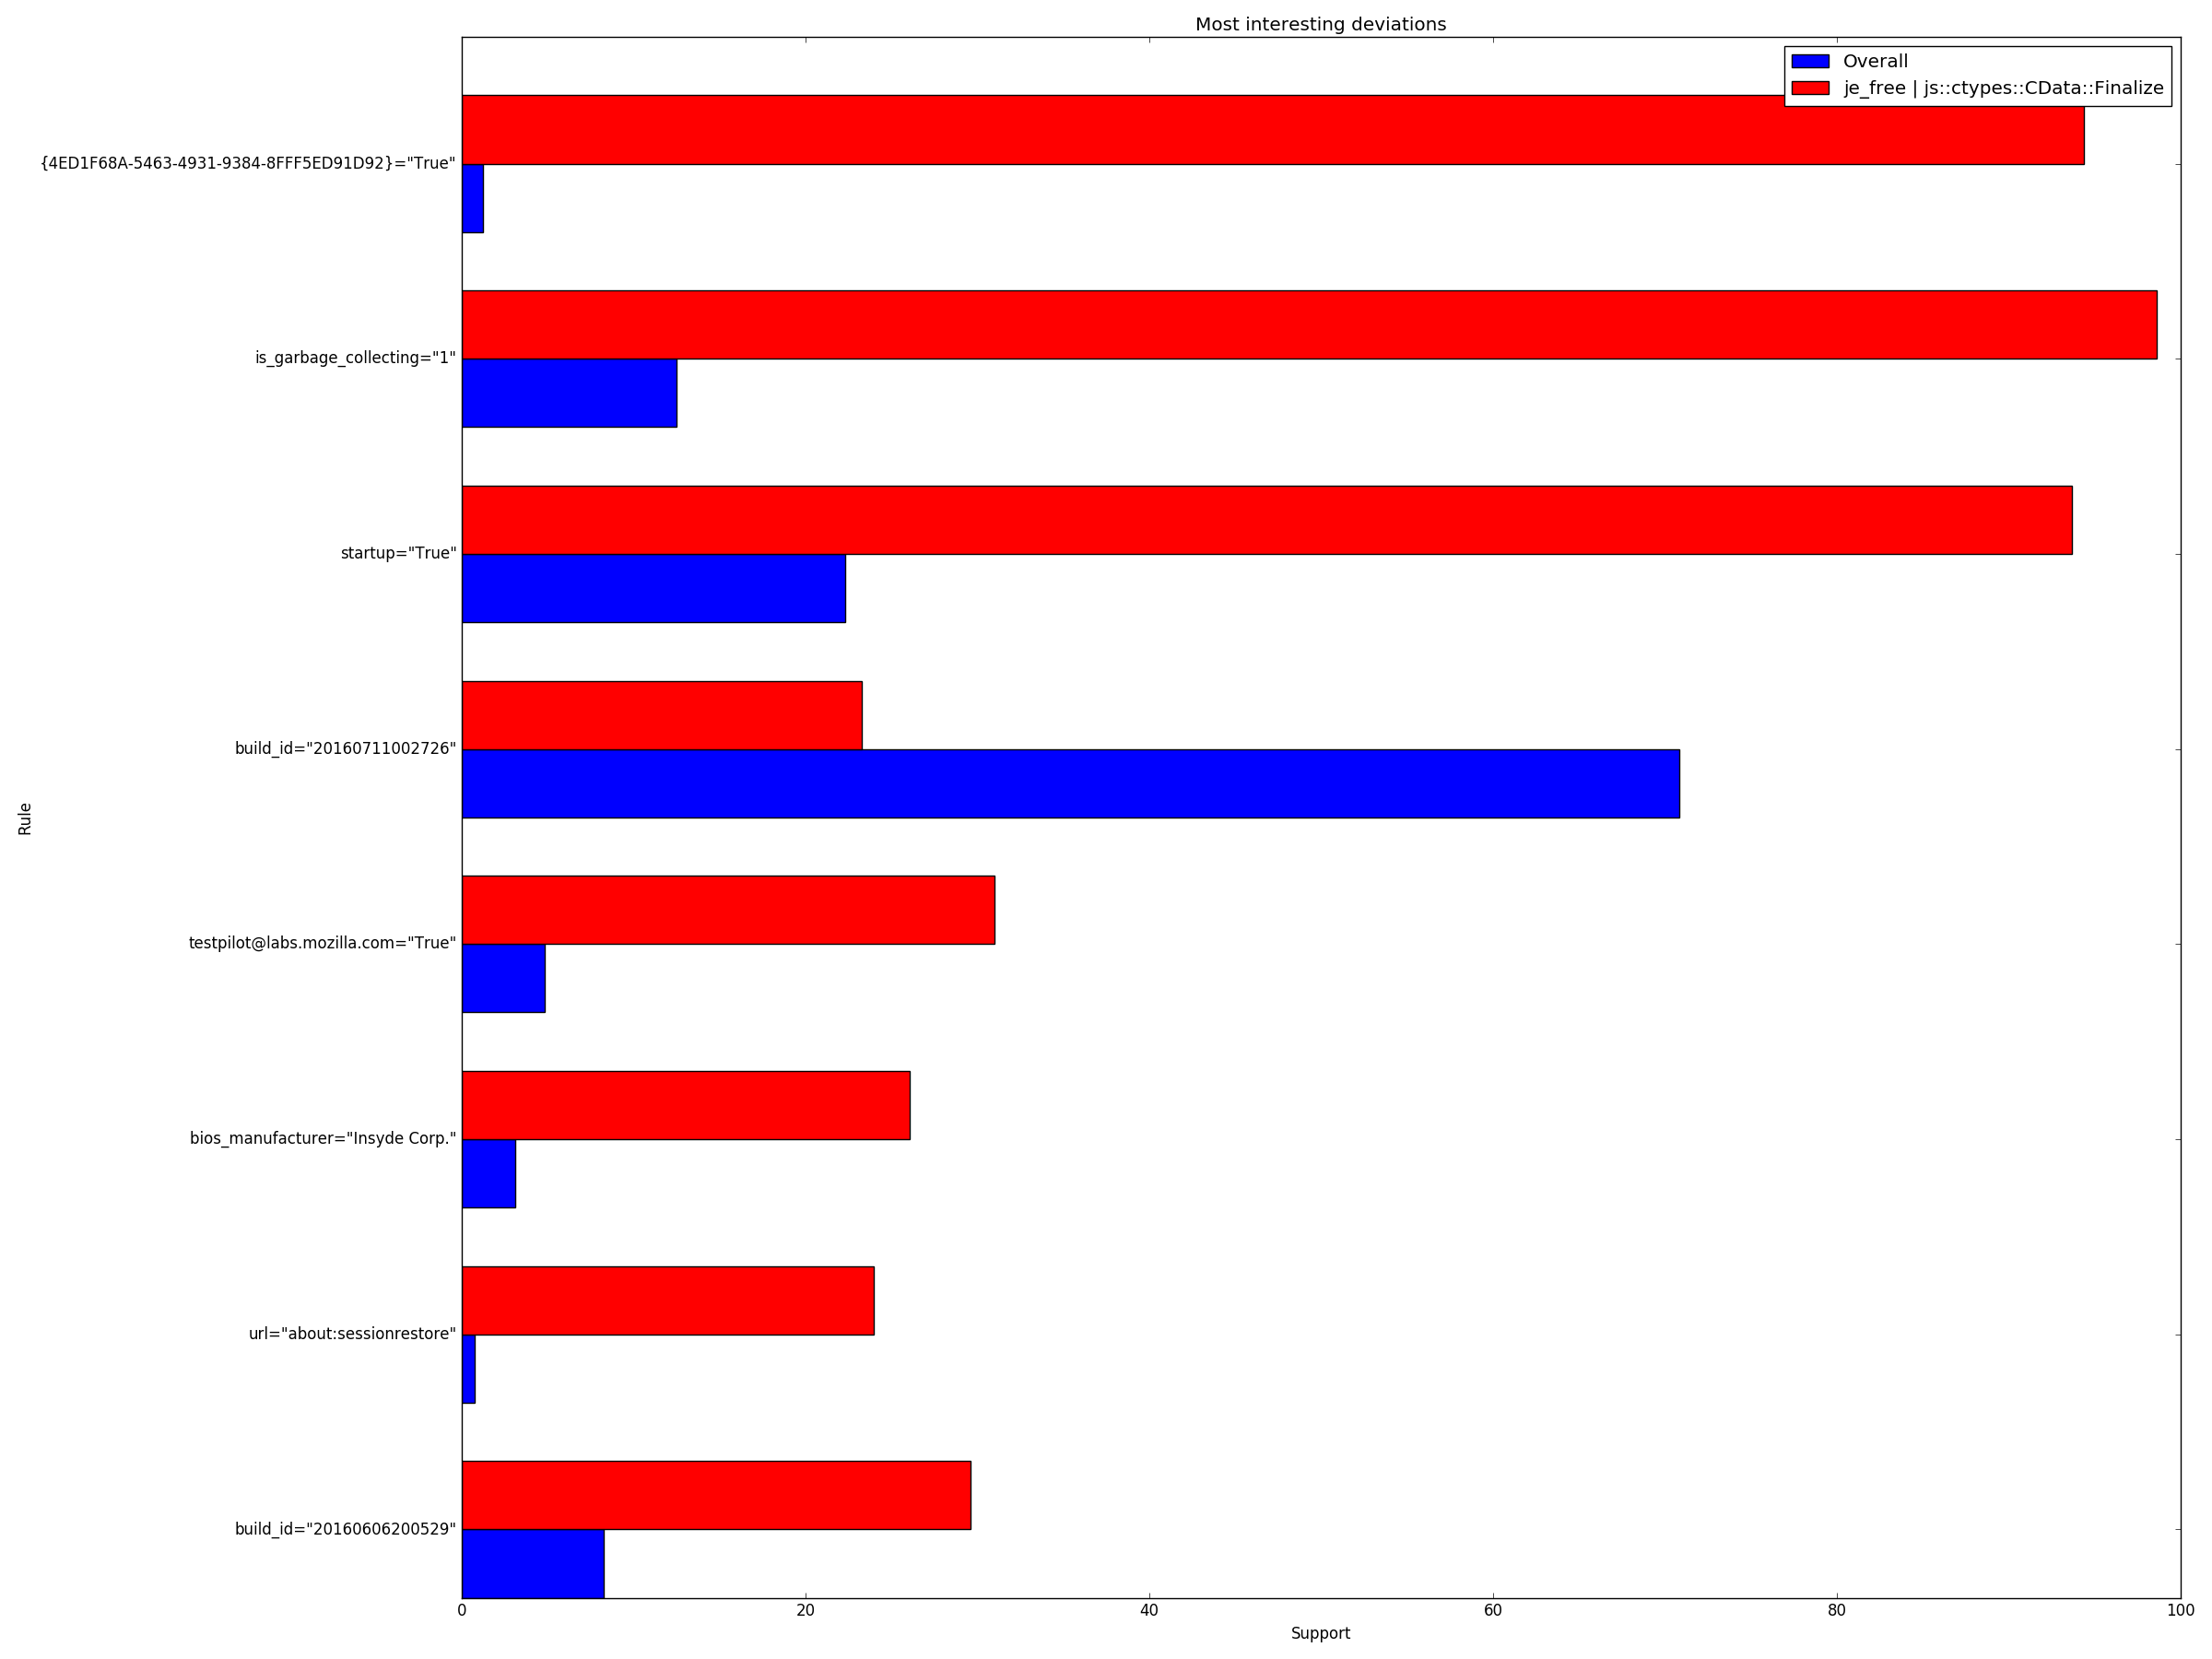 Most interesting deviations
Overall
je_free | js::ctypes::CData::Finalize
{4ED1F68A-5463-4931-9384-8FFF5ED91D92}="True"
is_garbage_collecting="1"
startup="True"
build_id="20160711002726"
Rule
testpilot@labs.mozilla.com="True"
bios_manufacturer="Insyde Corp."
url="about:sessionrestore"
build_id="20160606200529"
0 20 40 60 80 100
Support